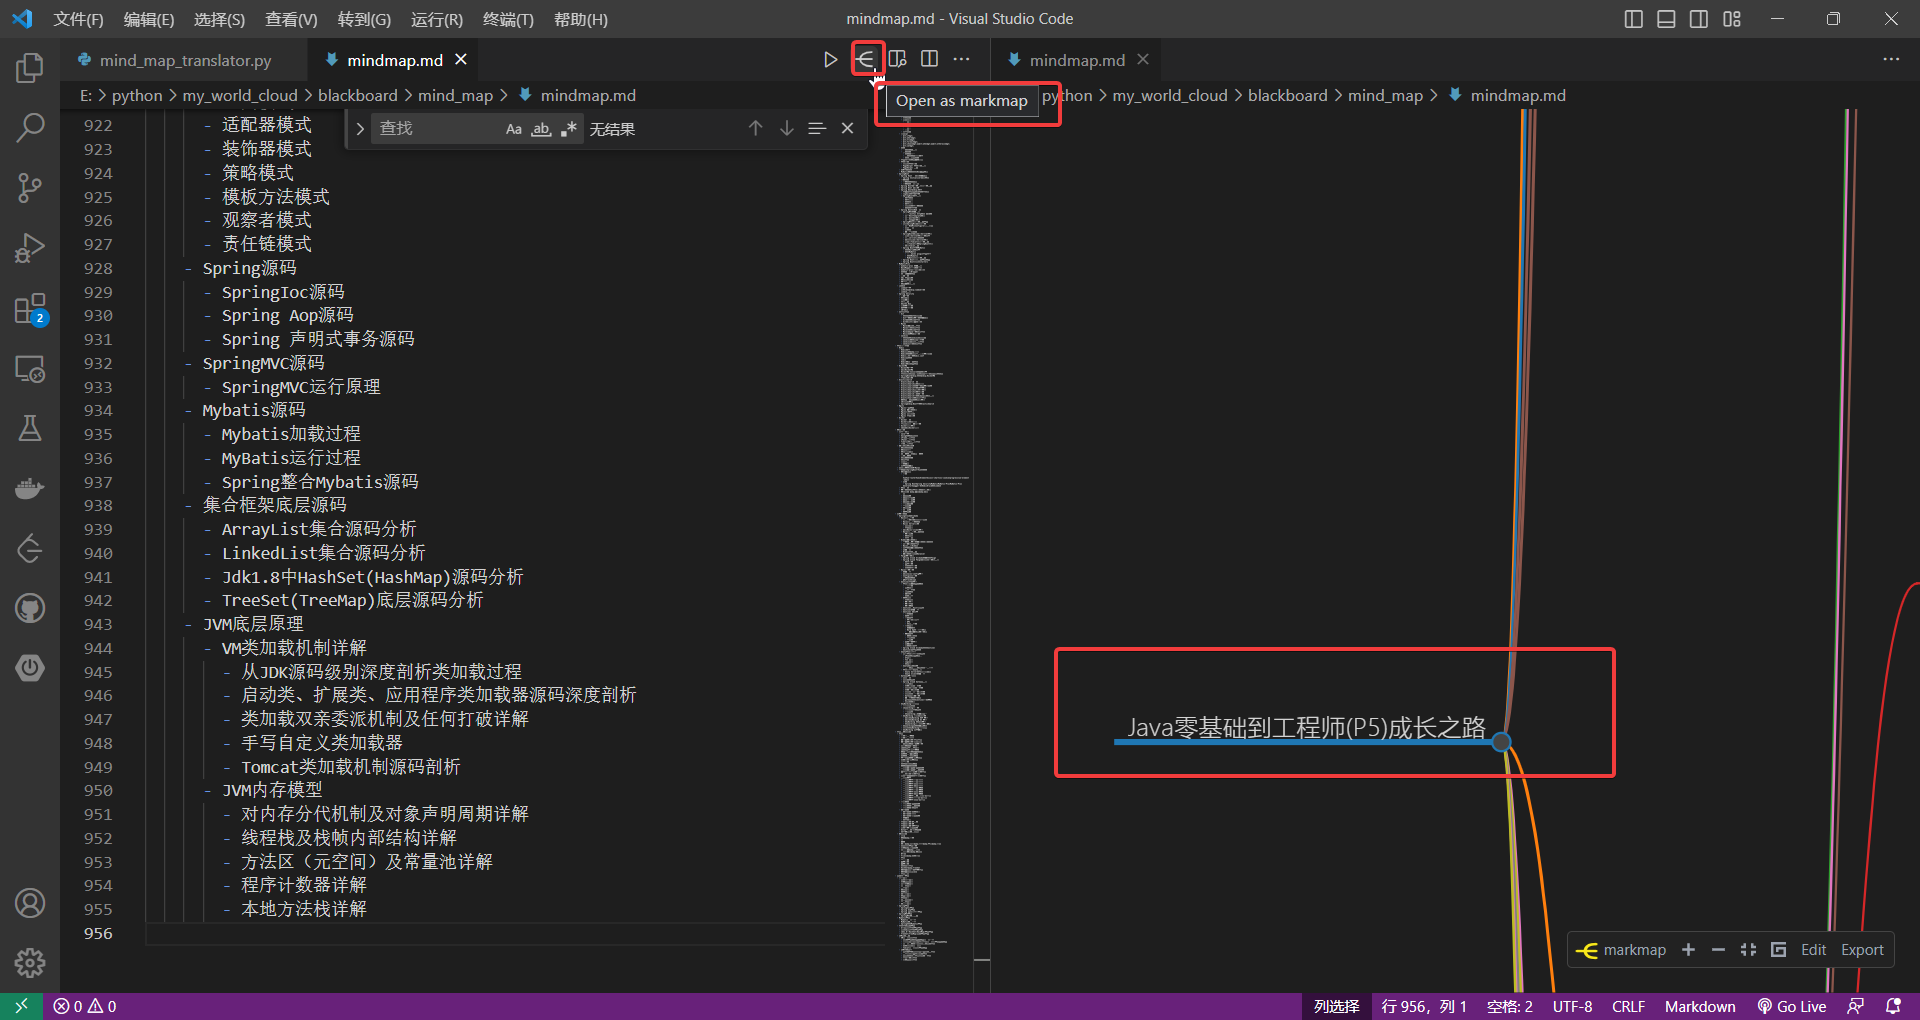 文件(F) 编辑(E) 选择(S) 查看(V) 转到(G) 运行(R) 终端(T) 帮助(H) mindmap.md - Visual Studio Code
mind_map_translator.py mindmap.md
mindmap.md
E: > python > my_world_cloud > blackboard > mind_map > mindmap.md
Open as markmap
python > my_world_cloud > blackboard > mind_map > mindmap.md
查找 Aa ab .* 无结果
922 - 适配器模式
923 - 装饰器模式
924 - 策略模式
925 - 模板方法模式
926 - 观察者模式
927 - 责任链模式
928 - Spring源码
929 - SpringIoc源码
930 - Spring Aop源码
931 - Spring 声明式事务源码
932 - SpringMVC源码
933 - SpringMVC运行原理
934 - Mybatis源码
935 - Mybatis加载过程
936 - MyBatis运行过程
937 - Spring整合Mybatis源码
938 - 集合框架底层源码
939 - ArrayList集合源码分析
940 - LinkedList集合源码分析
941 - Jdk1.8中HashSet(HashMap)源码分析
942 - TreeSet(TreeMap)底层源码分析
943 - JVM底层原理
944 - VM类加载机制详解
945 - 从JDK源码级别深度剖析类加载过程
946 - 启动类、扩展类、应用程序类加载器源码深度剖析
947 - 类加载双亲委派机制及任何打破详解
948 - 手写自定义类加载器
949 - Tomcat类加载机制源码剖析
950 - JVM内存模型
951 - 对内存分代机制及对象声明周期详解
952 - 线程栈及栈帧内部结构详解
953 - 方法区（元空间）及常量池详解
954 - 程序计数器详解
955 - 本地方法栈详解
956
2
Java零基础到工程师(P5)成长之路
markmap + − Edit Export
0 0
列选择 行 956，列 1 空格: 2 UTF-8 CRLF Markdown Go Live